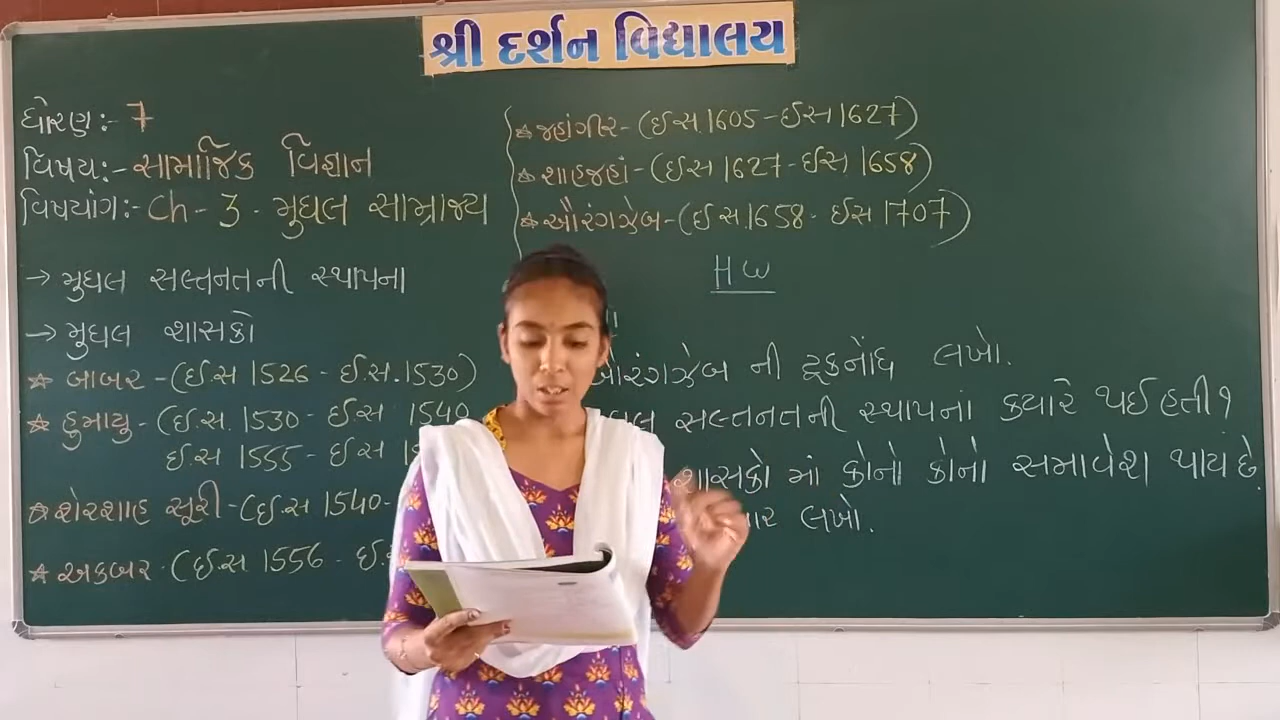 શ્રી દર્શન વિદ્યાલય
ધોરણ:- 7
વિષય:- સામાજિક વિજ્ઞાન
વિષયાંગ:- Ch - 3 - મુઘલ સામ્રાજ્ય
→ મુઘલ સલ્તનતની સ્થાપના
→ મુઘલ શાસકો
☆ બાબર - (ઈ.સ 1526 - ઈ.સ. 1530)
☆ હુમાયુ - (ઈ.સ. 1530 - ઈ.સ 1540
ઈ.સ 1555 - ઈ.સ
☆ શેરશાહ સૂરી - (ઈ.સ 1540-
☆ અકબર - (ઈ.સ 1556 - ઈ.સ
☆ જહાંગીર - (ઈ.સ. 1605 - ઈ.સ 1627)
☆ શાહજહાં - (ઈ.સ 1627 - ઈ.સ 1658)
☆ ઔરંગઝેબ - (ઈ.સ. 1658 - ઈ.સ. 1707)
H W
ઔરંગઝેબ ની ટૂકનોંધ લખો.
સલ્તનતની સ્થાપના ક્યારે થઈ હતી?
શાસકો માં કોનો કોનો સમાવેશ થાય છે.
લખો.